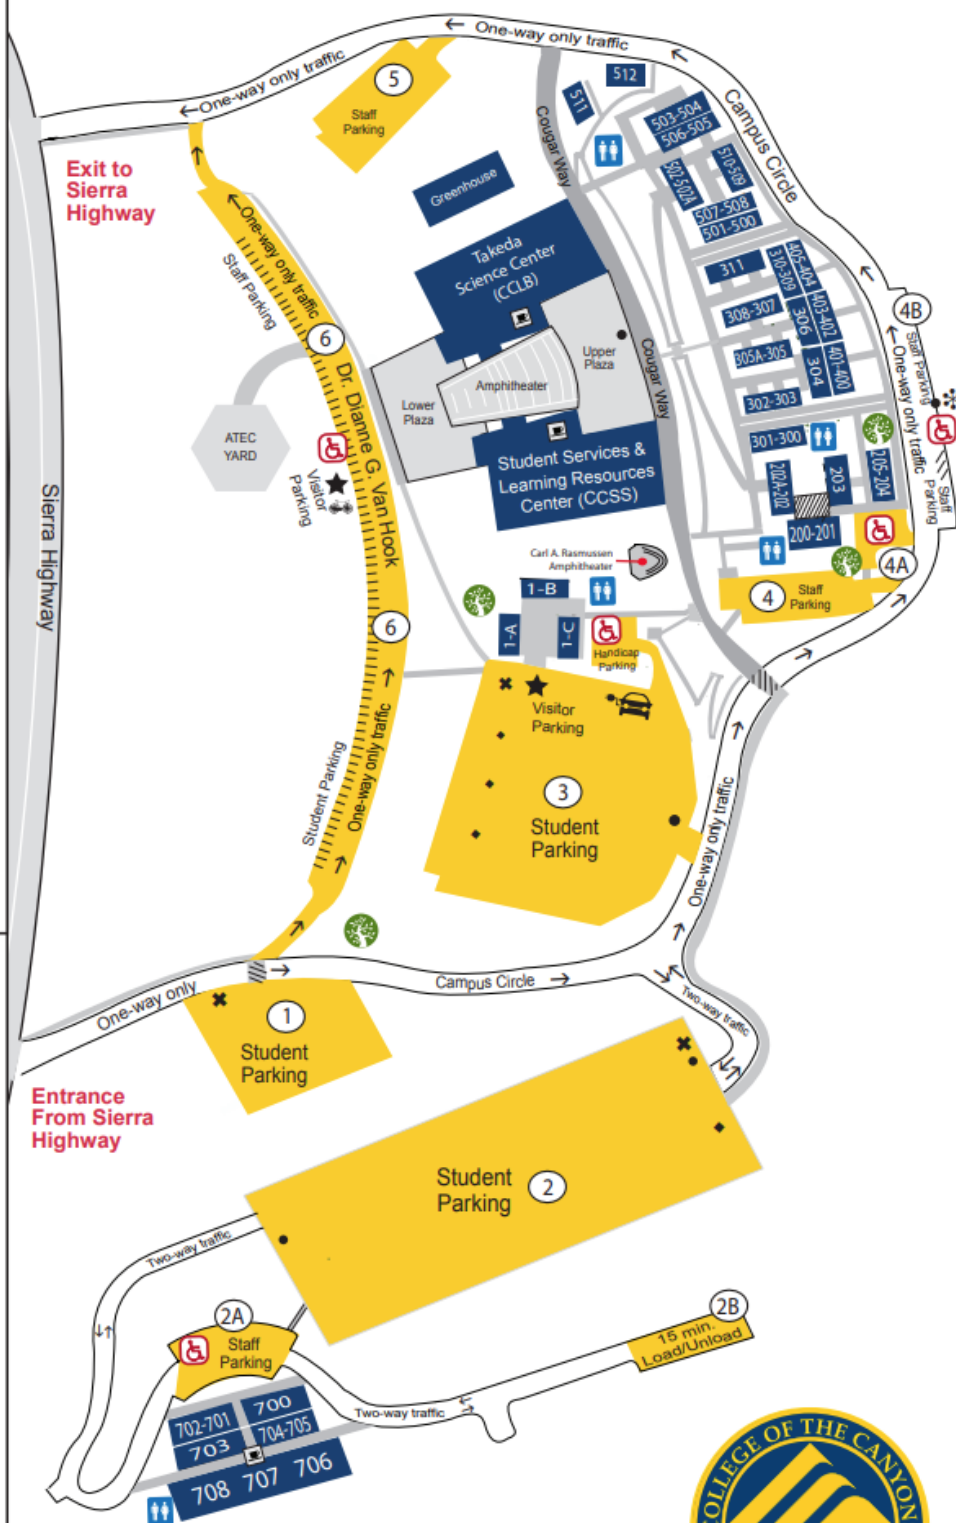 One-way only traffic
One-way only traffic
5
Staff
Parking
512
511
503-504
506-505
Campus Circle
Cougar Way
Exit to
Sierra
Highway
Greenhouse
502-502A
510-509
507-508
501-500
One-way only traffic
Staff Parking
Takeda
Science Center
(CCLB)
311
310-309
405-404
308-307
306
403-402
4B
6
Upper
Plaza
Cougar Way
305A-305
304
401-400
One-way only traffic
Staff Parking
Amphitheater
Lower
Plaza
302-303
Dr. Dianne G. Van Hook
ATEC
YARD
Visitor
Parking
Student Services &
Learning Resources
Center (CCSS)
301-300
202A-202
203
205-204
Staff
Parking
200-201
Sierra Highway
Carl A. Rasmussen
Amphitheater
4A
1-B
4
Staff
Parking
6
1-A
1-C
Handicap
Parking
Visitor
Parking
Student Parking
One-way only traffic
3
Student
Parking
One-way only traffic
One-way only
Campus Circle
Two-way traffic
1
Student
Parking
Entrance
From Sierra
Highway
Student
Parking
2
Two-way traffic
2A
Staff
Parking
2B
15 min.
Load/Unload
702-701
700
703
704-705
Two-way traffic
708 707 706
COLLEGE OF THE CANYON